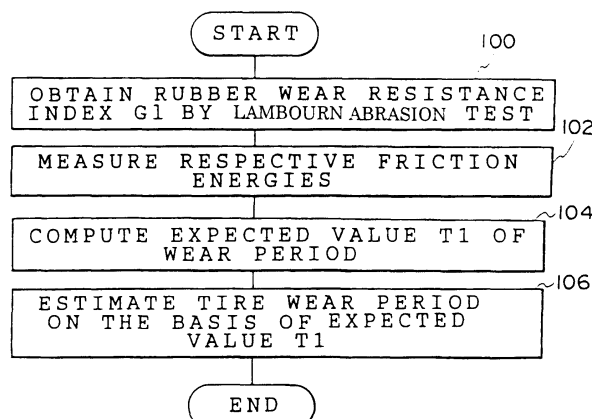 START
100
OBTAIN RUBBER WEAR RESISTANCE
INDEX G1 BY LAMBOURN ABRASION TEST
102
MEASURE RESPECTIVE FRICTION
ENERGIES
104
COMPUTE EXPECTED VALUE T1 OF
WEAR PERIOD
106
ESTIMATE TIRE WEAR PERIOD
ON THE BASIS OF EXPECTED
VALUE T1
END